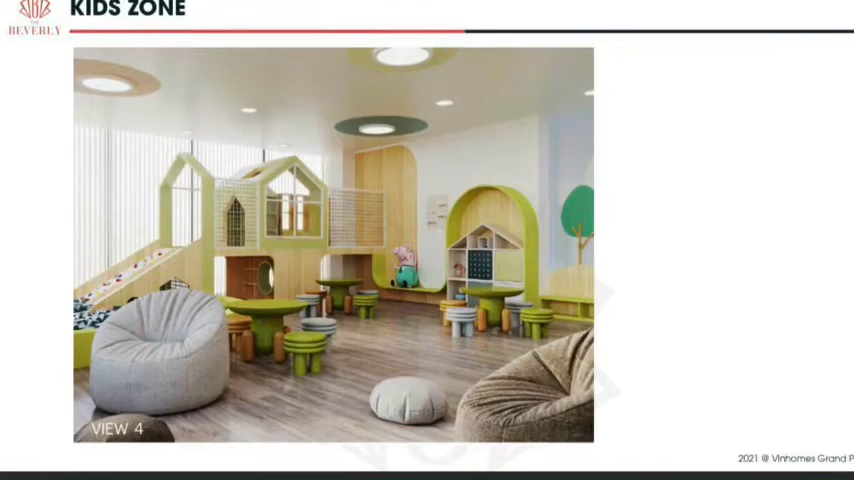 KIDS ZONE
THE
BEVERLY
VIEW 4
2021 @ Vinhomes Grand P